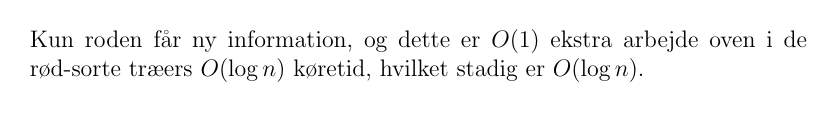 Kun roden får ny information, og dette er O(1) ekstra arbejde oven i de
rød-sorte træers O(log n) køretid, hvilket stadig er O(log n).